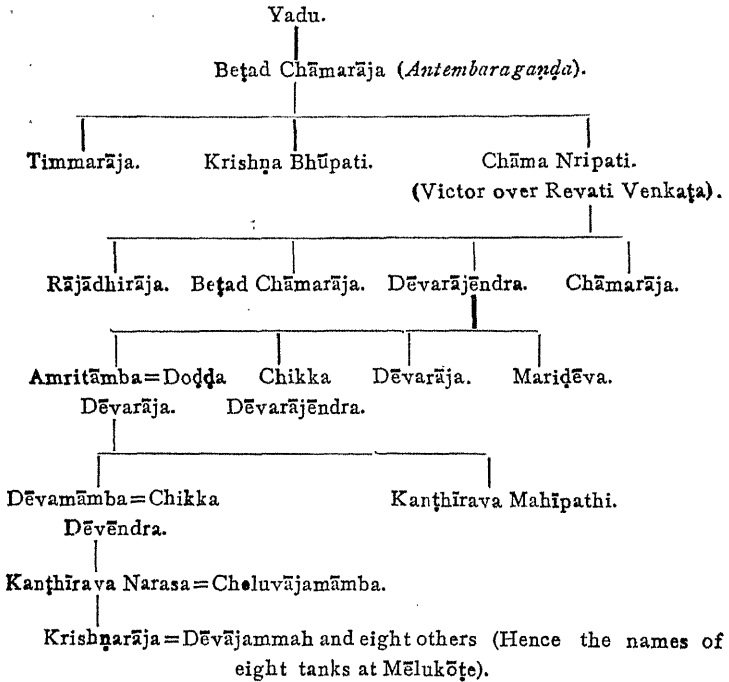 Yadu.
Beṭad Chāmarāja (Antembaragaṇḍa).
Timmarāja. Krishṇa Bhūpati. Chāma Nripati.
(Victor over Revati Venkaṭa).
Rājādhirāja. Beṭad Chāmarāja. Dēvarājēndra. Chāmarāja.
Amritāmba=Doḍḍa Chikka Dēvarāja. Mariḍēva.
Dēvarāja. Dēvarājēndra.
Dēvamāmba=Chikka Kanṭhīrava Mahīpathi.
Dēvēndra.
Kanṭhīrava Narasa=Cheluvājamāmba.
Krishṇarāja=Dēvājammah and eight others (Hence the names of
eight tanks at Mēlukōṭe).